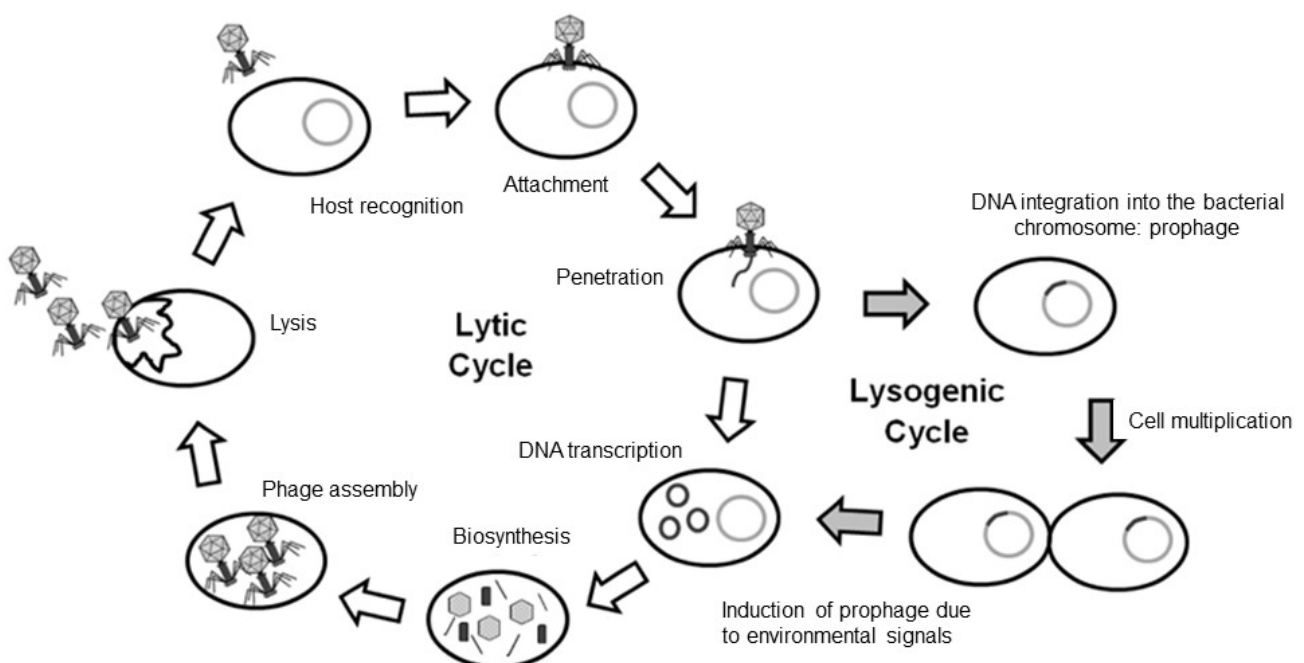 Host recognition
Attachment
Penetration
DNA integration into the bacterial
chromosome: prophage
Lysis
Lytic
Cycle
Lysogenic
Cycle
Cell multiplication
DNA transcription
Phage assembly
Biosynthesis
Induction of prophage due
to environmental signals